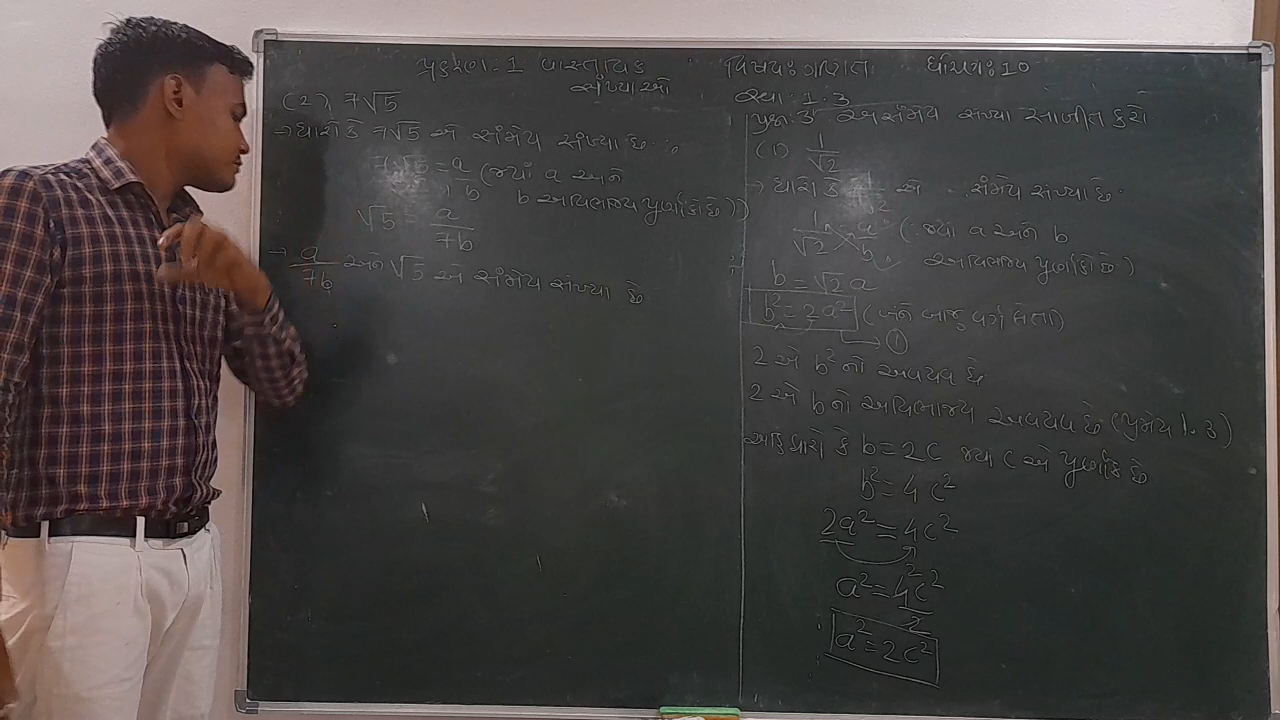 પ્રકરણ: 1 વાસ્તવિક સંખ્યાઓ
વિષય: ગણિત ધોરણ: 10
સ્વા: 1.3
(2) 7√5
→ ધારો કે 7√5 એ સંમેય સંખ્યા છે.
7√5 = a/b (જ્યાં a અને
b અવિભાજ્ય પૂર્ણાંકો છે))
√5 = a/7b
→ a/7b અને √5 એ સંમેય સંખ્યા છે
પ્રશ્ન: 3 અસંમેય સંખ્યા સાબીત કરો
(1) 1/√2
→ ધારો કે 1/√2 એ સંમેય સંખ્યા છે.
1/√2 = a/b (જ્યાં a અને b
અવિભાજ્ય પૂર્ણાંકો છે)
b = √2a
b² = 2a² (બંને બાજુ વર્ગ લેતા)
→ ①
2 એ b² નો અવયવ છે
2 એ b નો અવિભાજ્ય અવયવ છે (પ્રમેય 1.3)
ધારો કે b = 2c જ્યાં c એ પૂર્ણાંક છે
b² = 4c²
2a² = 4c²
a² = 4c²/2
a² = 2c²